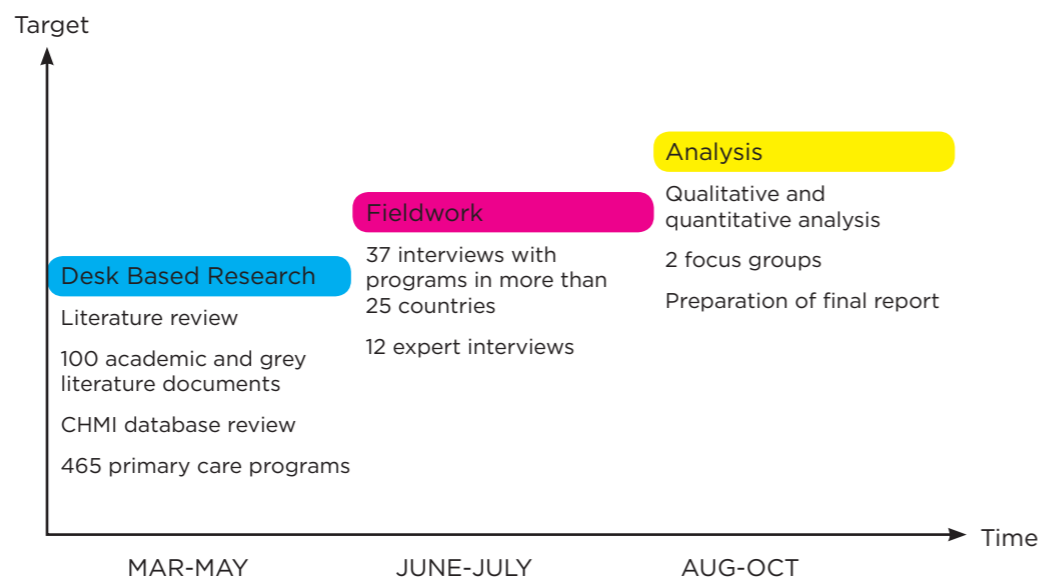 Target
Desk Based Research
Literature review
100 academic and grey
literature documents
CHMI database review
465 primary care programs
Fieldwork
37 interviews with
programs in more than
25 countries
12 expert interviews
Analysis
Qualitative and
quantitative analysis
2 focus groups
Preparation of final report
Time
MAR-MAY
JUNE-JULY
AUG-OCT